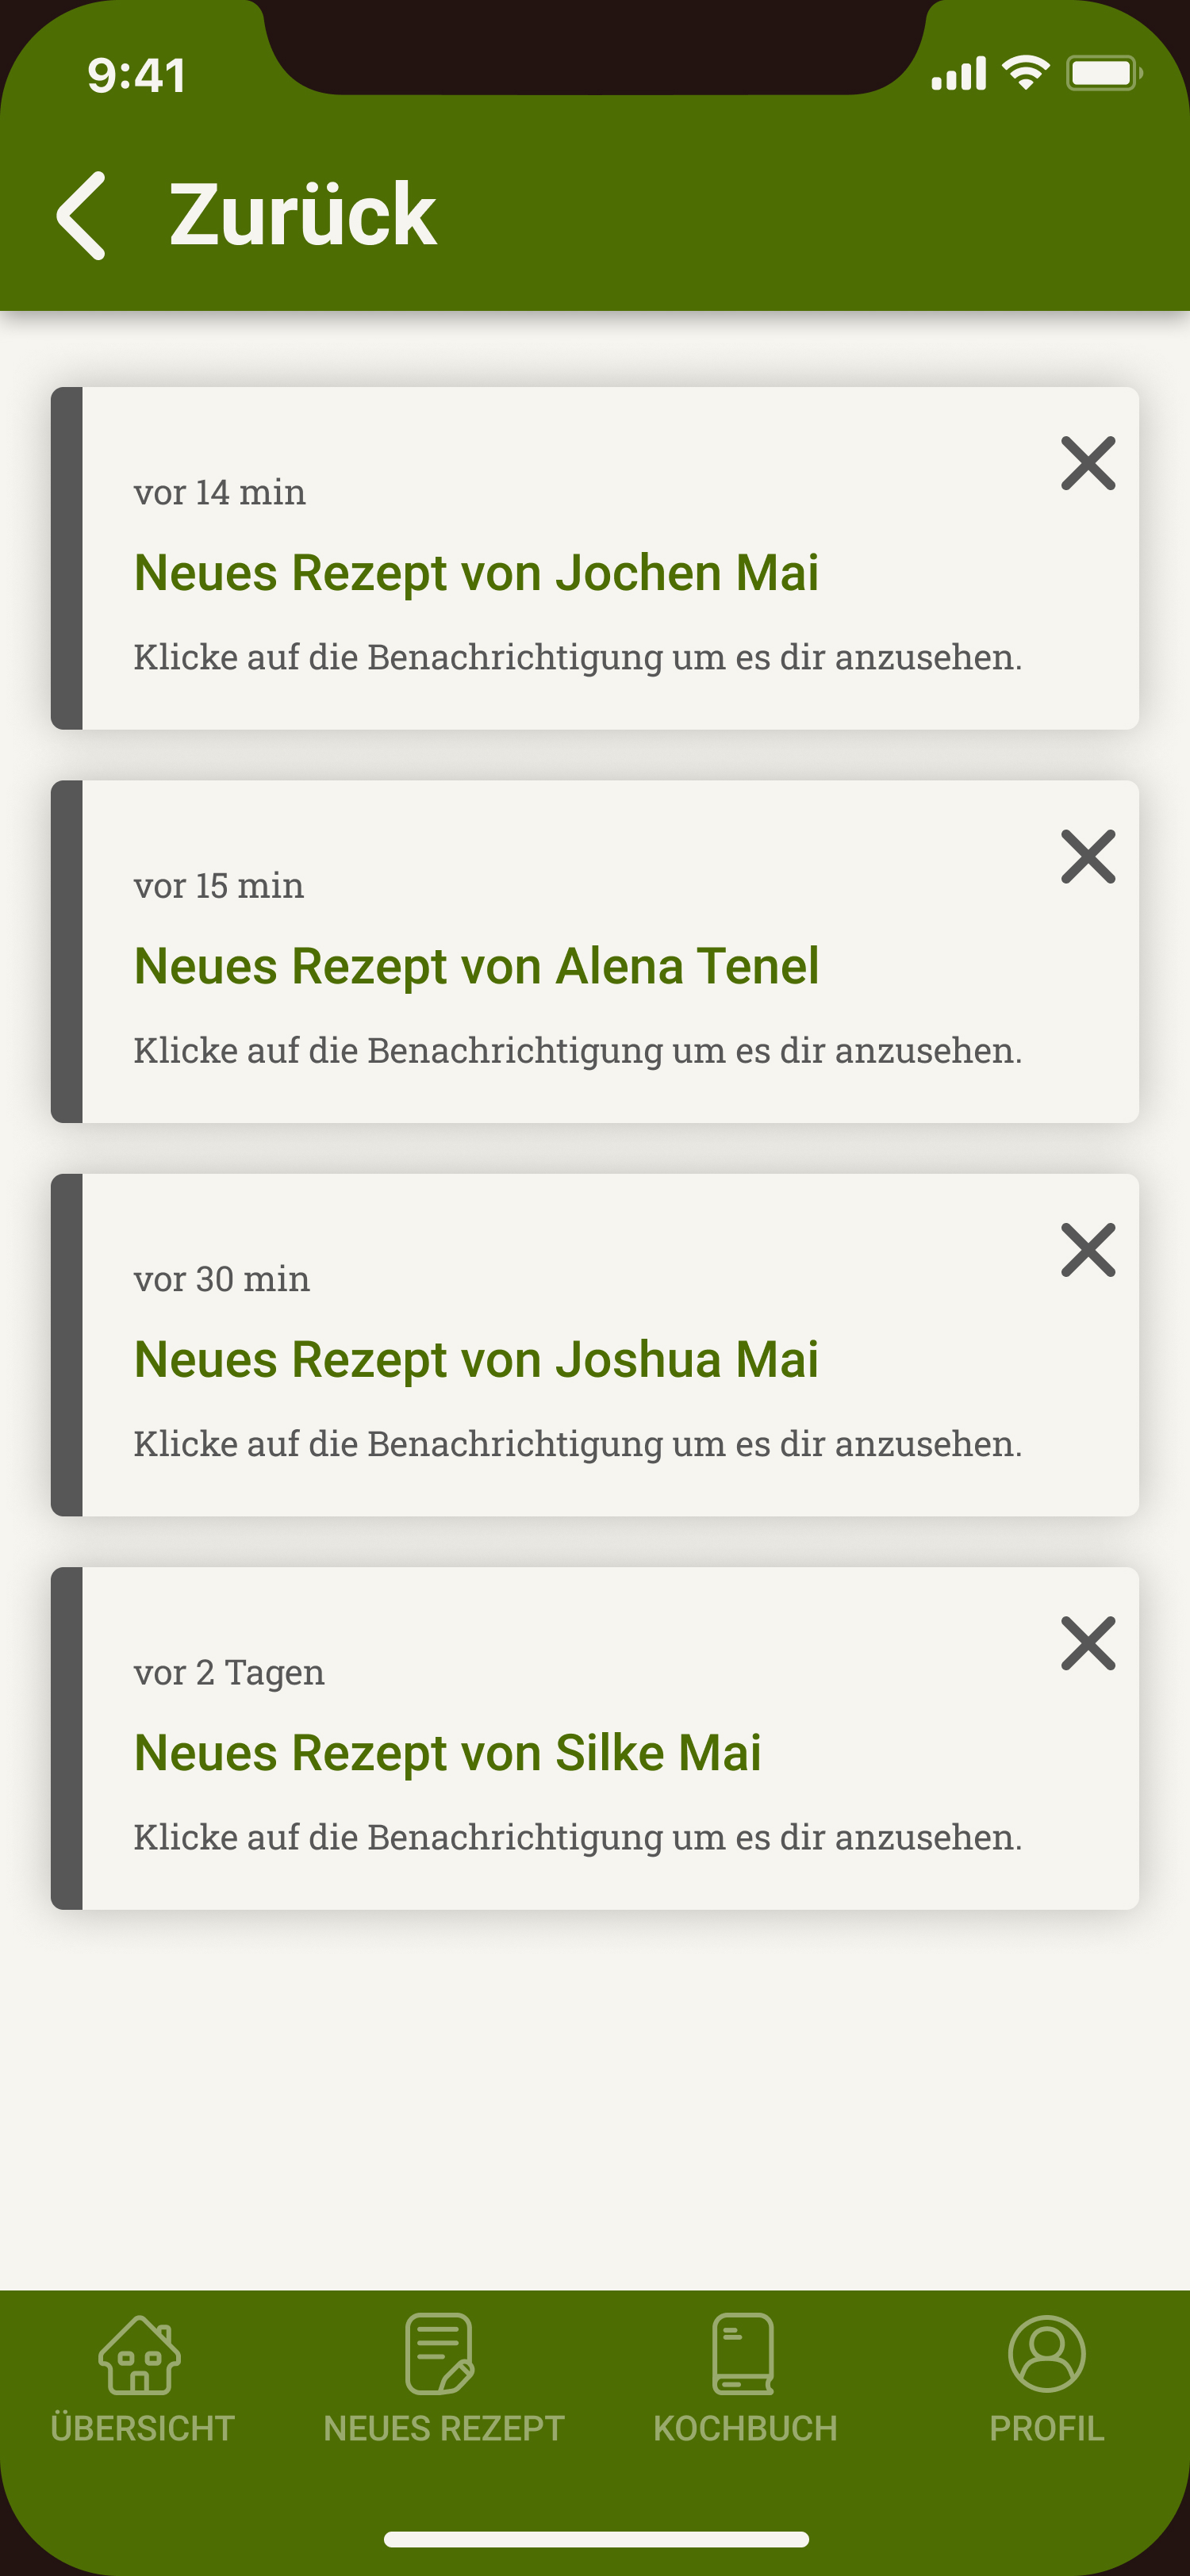 9:41
Zurück
vor 14 min
Neues Rezept von Jochen Mai
Klicke auf die Benachrichtigung um es dir anzusehen.
vor 15 min
Neues Rezept von Alena Tenel
Klicke auf die Benachrichtigung um es dir anzusehen.
vor 30 min
Neues Rezept von Joshua Mai
Klicke auf die Benachrichtigung um es dir anzusehen.
vor 2 Tagen
Neues Rezept von Silke Mai
Klicke auf die Benachrichtigung um es dir anzusehen.
ÜBERSICHT NEUES REZEPT KOCHBUCH PROFIL